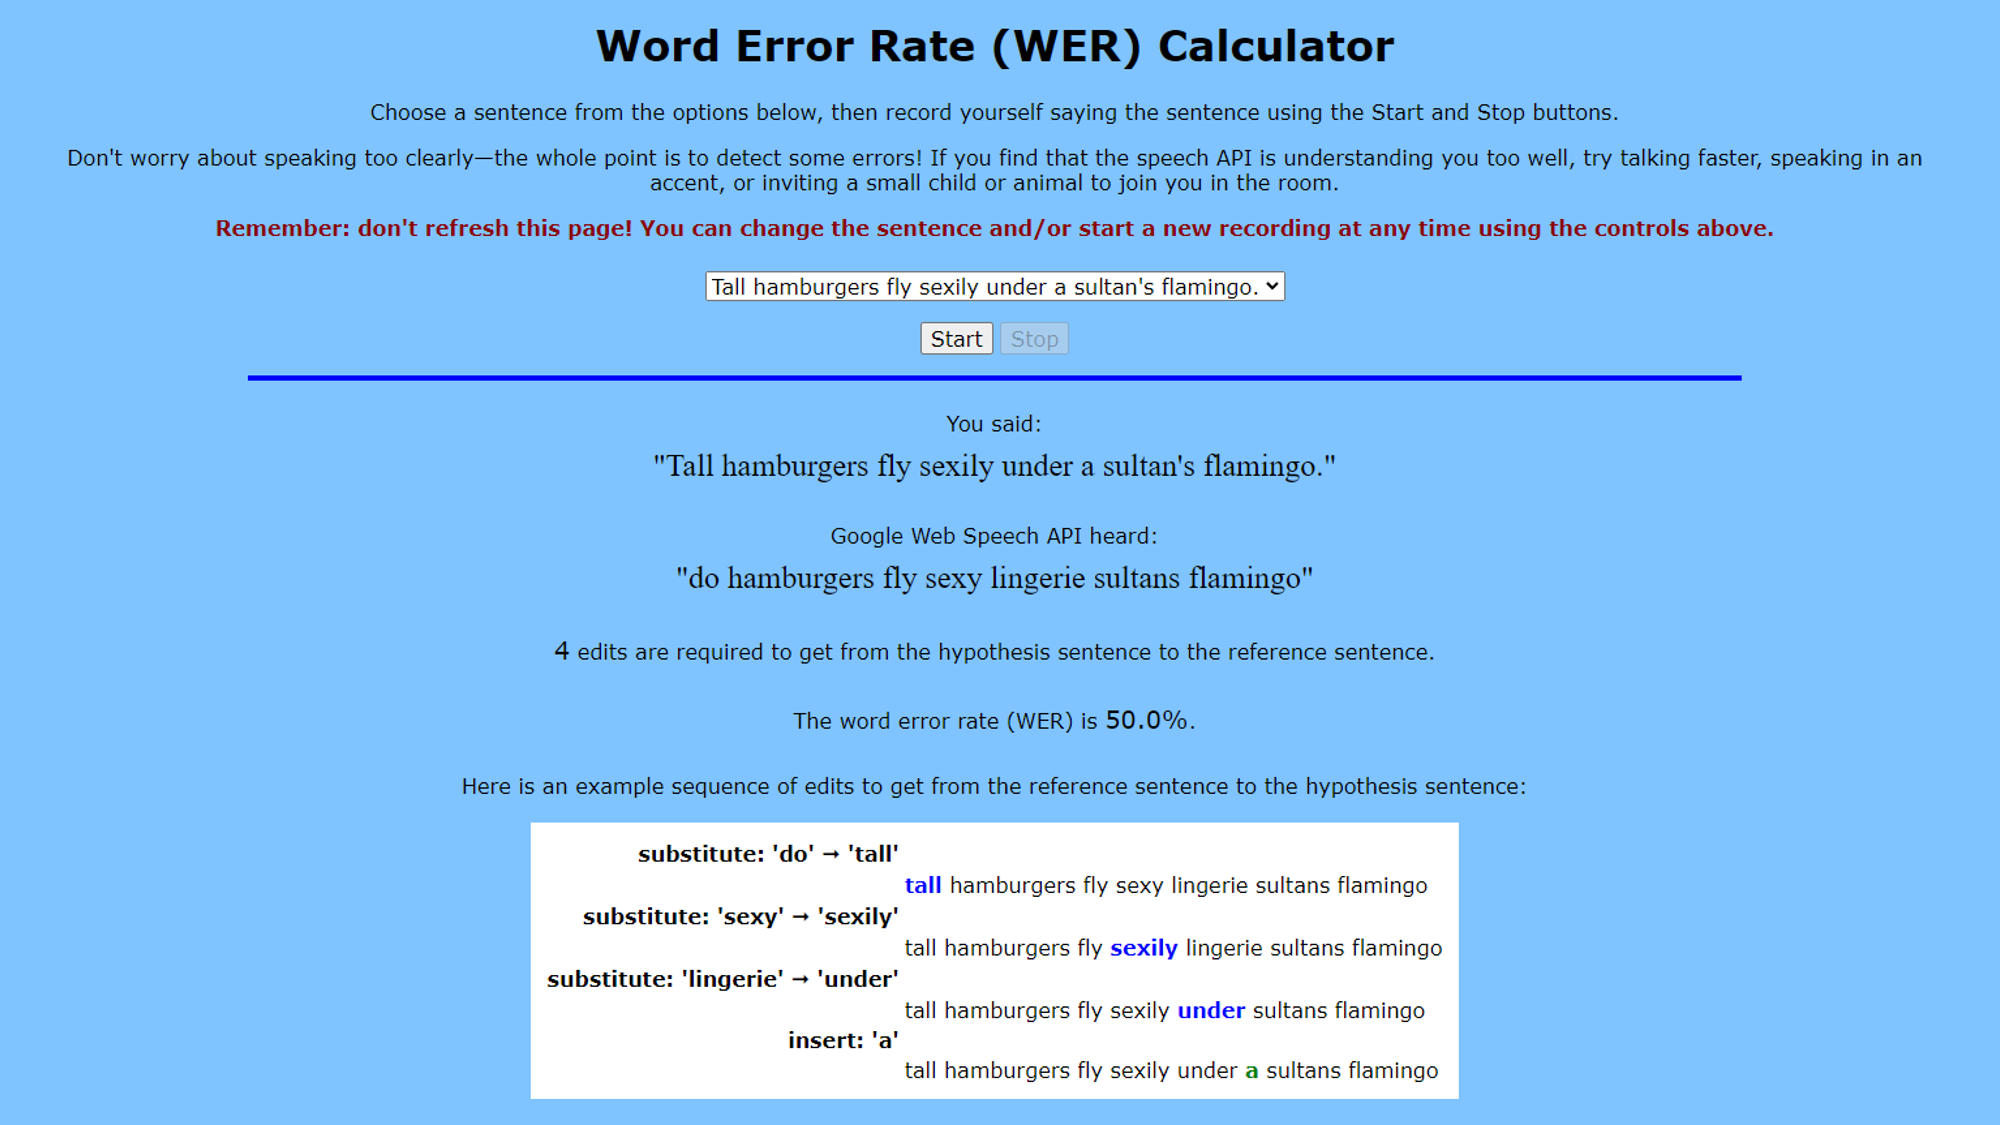 Word Error Rate (WER) Calculator
Choose a sentence from the options below, then record yourself saying the sentence using the Start and Stop buttons.
Don't worry about speaking too clearly—the whole point is to detect some errors! If you find that the speech API is understanding you too well, try talking faster, speaking in an
accent, or inviting a small child or animal to join you in the room.
Remember: don't refresh this page! You can change the sentence and/or start a new recording at any time using the controls above.
Tall hamburgers fly sexily under a sultan's flamingo.
Start Stop
You said:
"Tall hamburgers fly sexily under a sultan's flamingo."
Google Web Speech API heard:
"do hamburgers fly sexy lingerie sultans flamingo"
4 edits are required to get from the hypothesis sentence to the reference sentence.
The word error rate (WER) is 50.0%.
Here is an example sequence of edits to get from the reference sentence to the hypothesis sentence:
substitute: 'do' → 'tall'
tall hamburgers fly sexy lingerie sultans flamingo
substitute: 'sexy' → 'sexily'
tall hamburgers fly sexily lingerie sultans flamingo
substitute: 'lingerie' → 'under'
tall hamburgers fly sexily under sultans flamingo
insert: 'a'
tall hamburgers fly sexily under a sultans flamingo